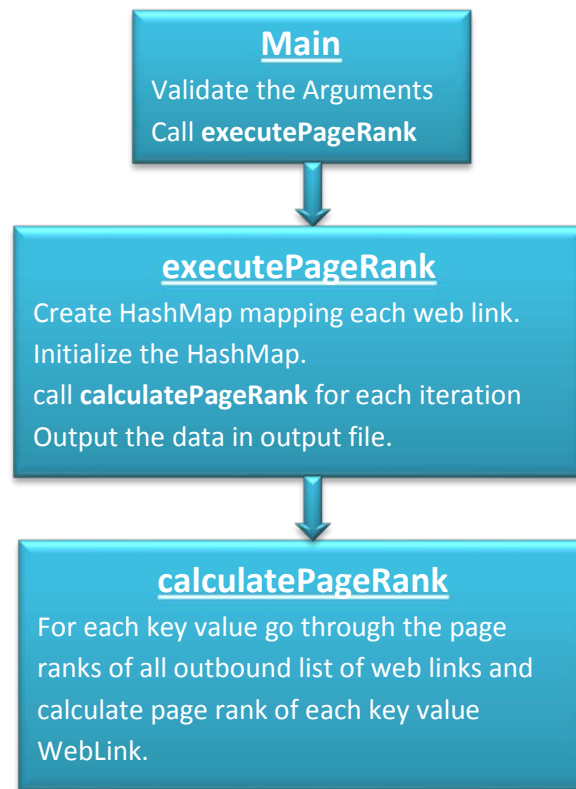 Main
Validate the Arguments
Call executePageRank
executePageRank
Create HashMap mapping each web link.
Initialize the HashMap.
call calculatePageRank for each iteration
Output the data in output file.
calculatePageRank
For each key value go through the page
ranks of all outbound list of web links and
calculate page rank of each key value
WebLink.